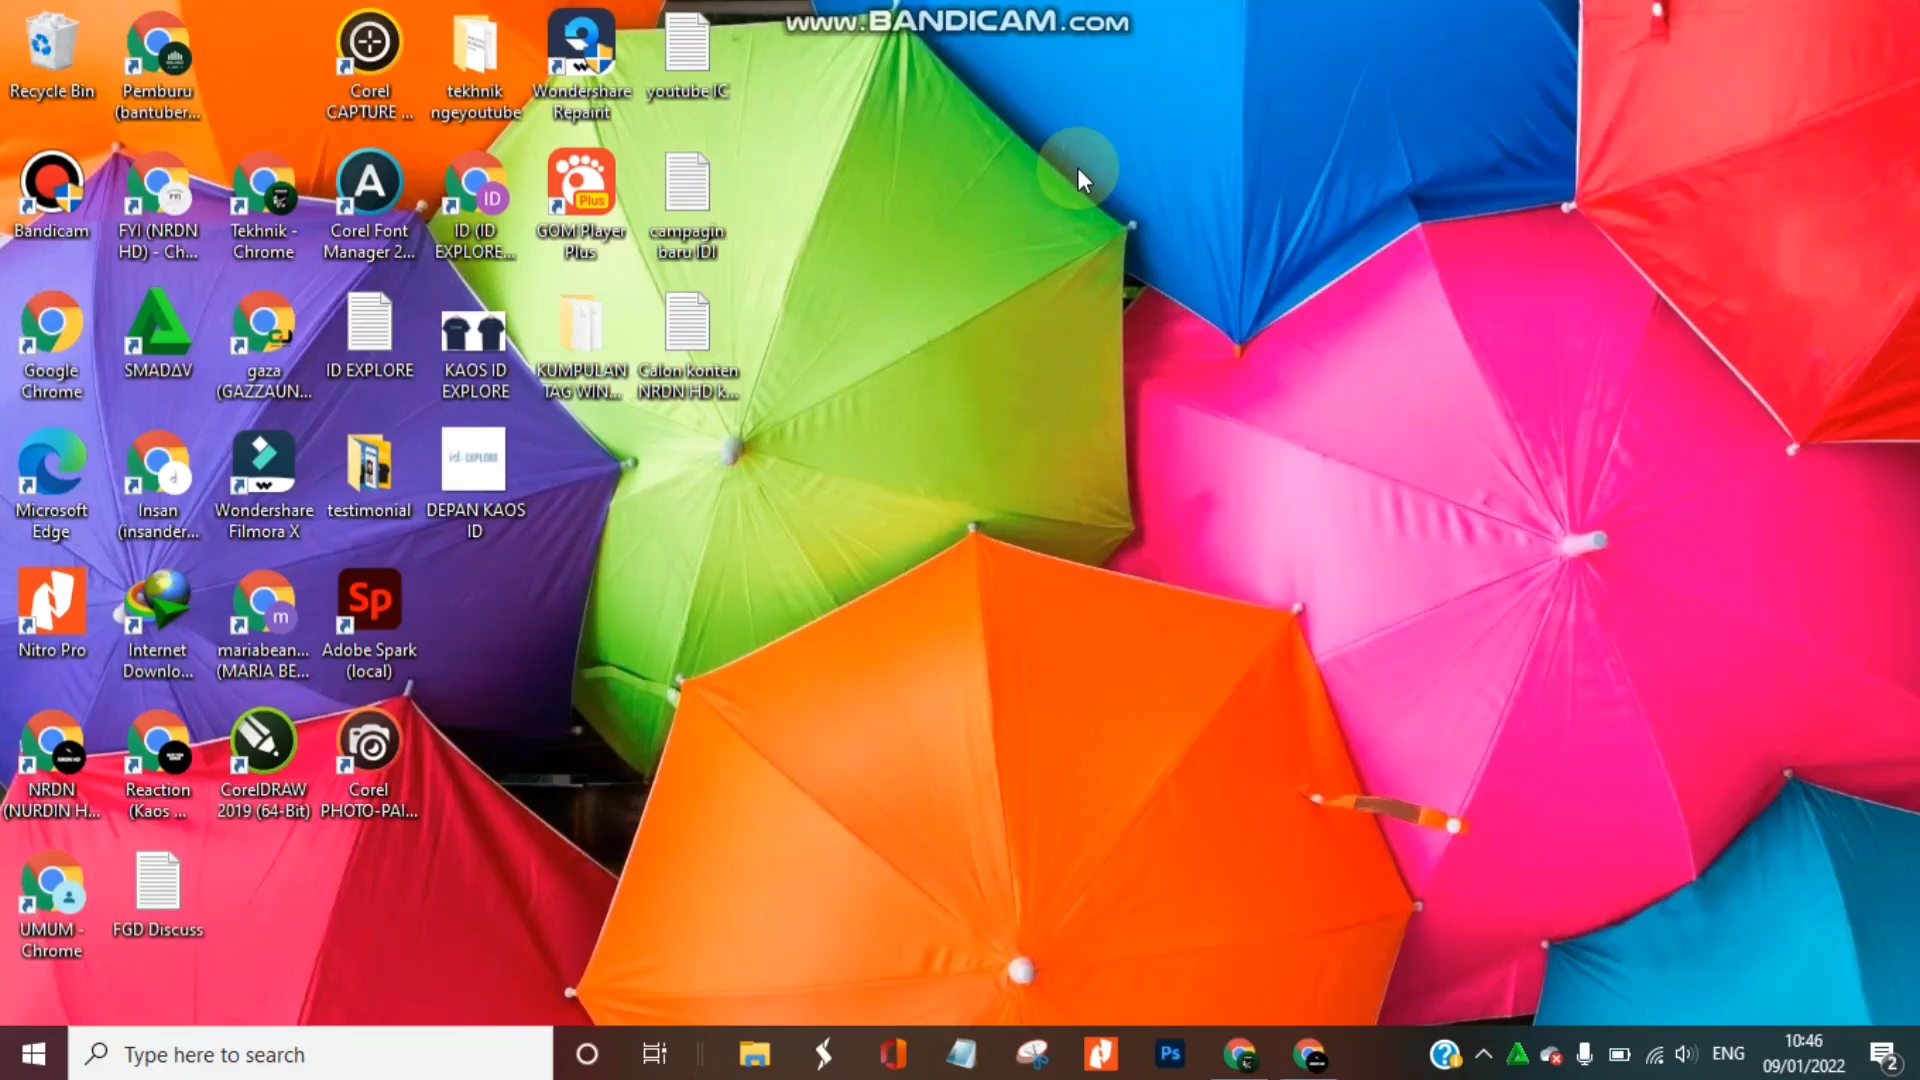 www.BANDICAM.com
Recycle Bin
Pemburu
(bantuber...
Corel
CAPTURE ...
tekhnik
ngeyoutube
Wondershare
Repaint
youtube IC
Bandicam
FYI (NRDN
HD) - Ch...
Tekhnik -
Chrome
Corel Font
Manager 2...
ID (ID
EXPLORE...
GOM Player
Plus
campagin
baru IDI
Google
Chrome
SMADΔV
gaza
(GAZZAUN...
ID EXPLORE
KAOS ID
EXPLORE
KUMPULAN
TAG WIN...
Calon konten
NRDN HD k...
Microsoft
Edge
Insan
(insander...
Wondershare
Filmora X
testimonial
DEPAN KAOS
ID
Nitro Pro
Internet
Downlo...
mariabean...
(MARIA BE...
Adobe Spark
(local)
NRDN
(NURDIN H...
Reaction
(Kaos ...
CorelDRAW
2019 (64-Bit)
Corel
PHOTO-PAI...
UMUM -
Chrome
FGD Discuss
Type here to search
Ps
ENG
10:46
09/01/2022
2